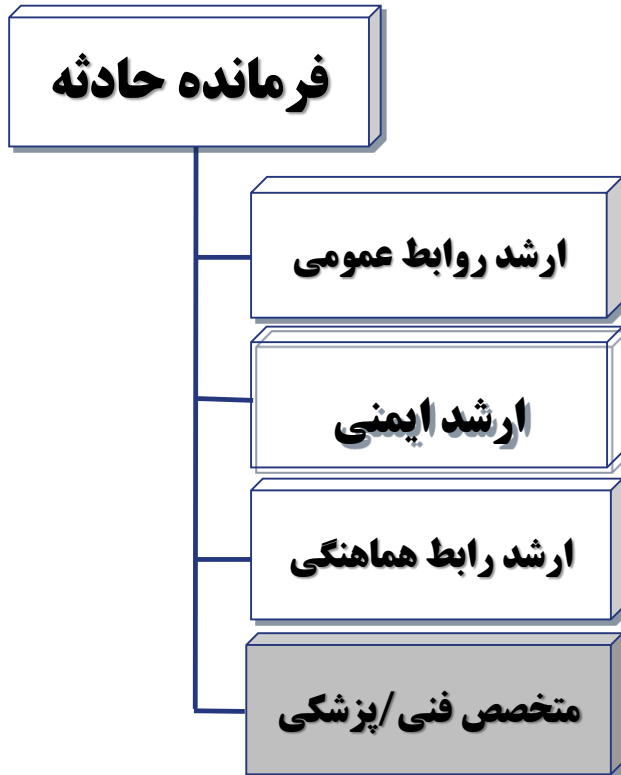 فرمانده حادثه
ارشد روابط عمومی
ارشد ایمنی
ارشد رابط هماهنگی
متخصص فنی/پزشکی